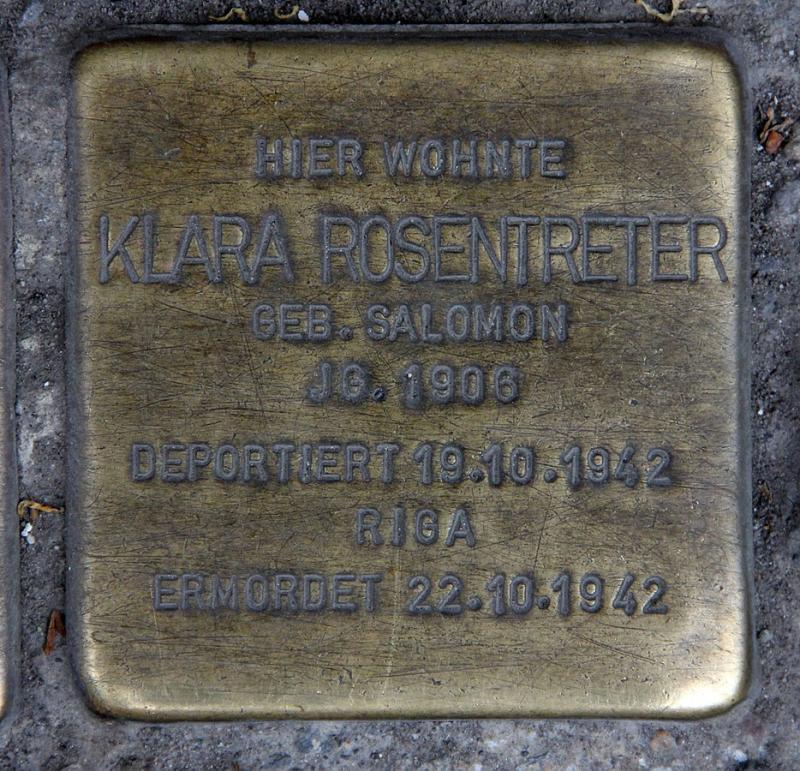 HIER WOHNTE
KLARA ROSENTRETER
GEB. SALOMON
JG. 1906
DEPORTIERT 19.10.1942
RIGA
ERMORDET 22.10.1942